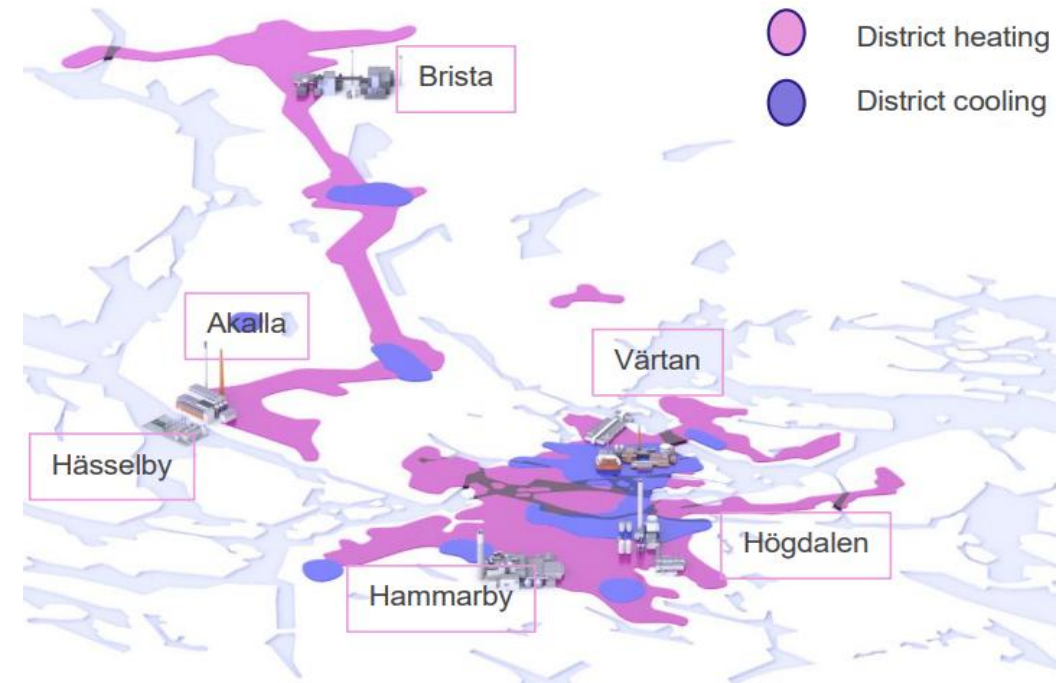 District heating
District cooling
Brista
Akalla
Värtan
Hässelby
Högdalen
Hammarby